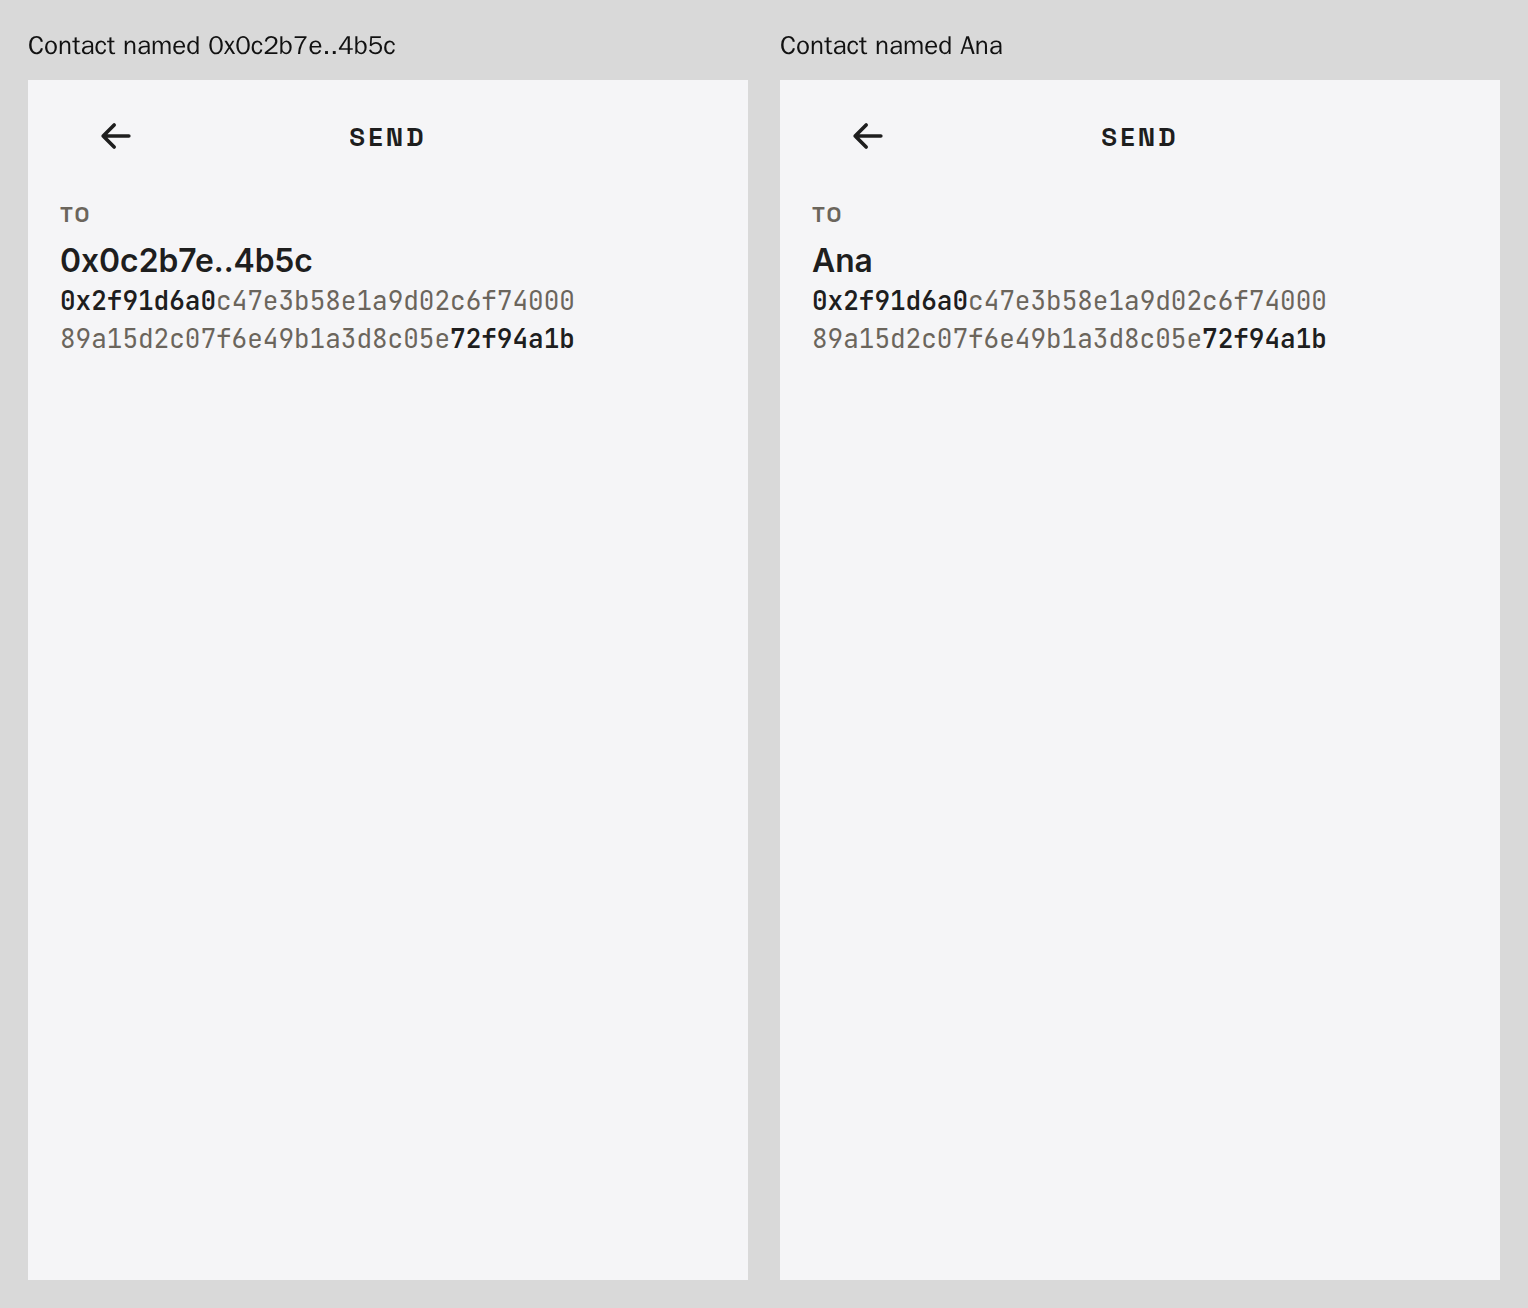 Contact named 0x0c2b7e..4b5c
SEND
TO
0x0c2b7e..4b5c
0x2f91d6a0c47e3b58e1a9d02c6f74000
89a15d2c07f6e49b1a3d8c05e72f94a1b
Contact named Ana
SEND
TO
Ana
0x2f91d6a0c47e3b58e1a9d02c6f74000
89a15d2c07f6e49b1a3d8c05e72f94a1b